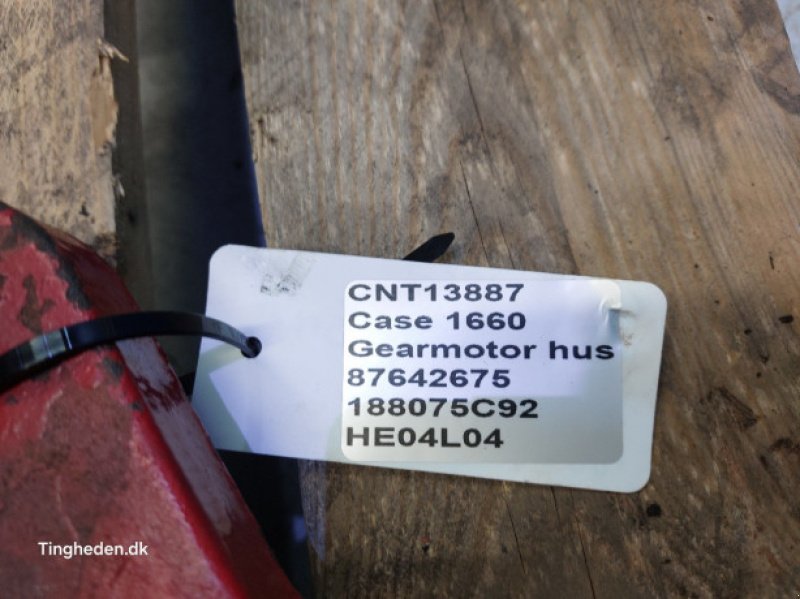 CNT13887
Case 1660
Gearmotor hus
87642675
188075C92
HE04L04
Tingheden.dk